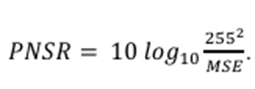 PNSR = 10 log₁₀ 255²/MSE.